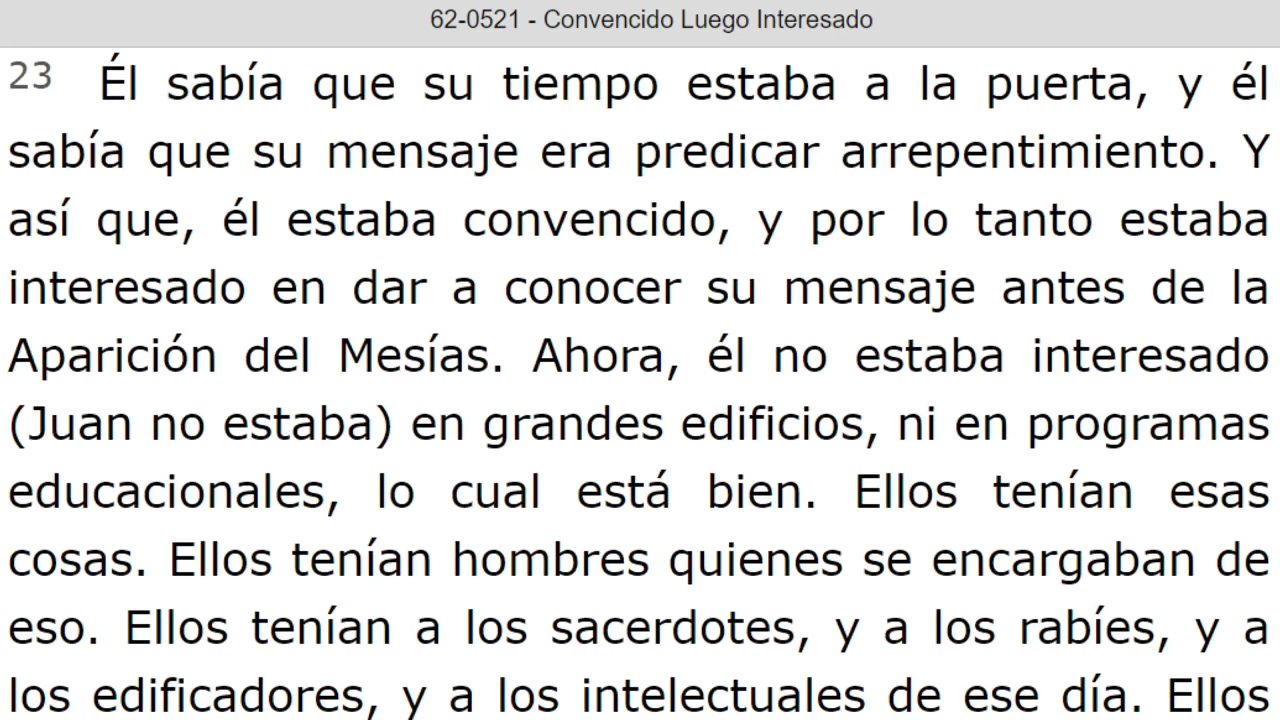 62-0521 - Convencido Luego Interesado
23 Él sabía que su tiempo estaba a la puerta, y él
sabía que su mensaje era predicar arrepentimiento. Y
así que, él estaba convencido, y por lo tanto estaba
interesado en dar a conocer su mensaje antes de la
Aparición del Mesías. Ahora, él no estaba interesado
(Juan no estaba) en grandes edificios, ni en programas
educacionales, lo cual está bien. Ellos tenían esas
cosas. Ellos tenían hombres quienes se encargaban de
eso. Ellos tenían a los sacerdotes, y a los rabíes, y a
los edificadores, y a los intelectuales de ese día. Ellos